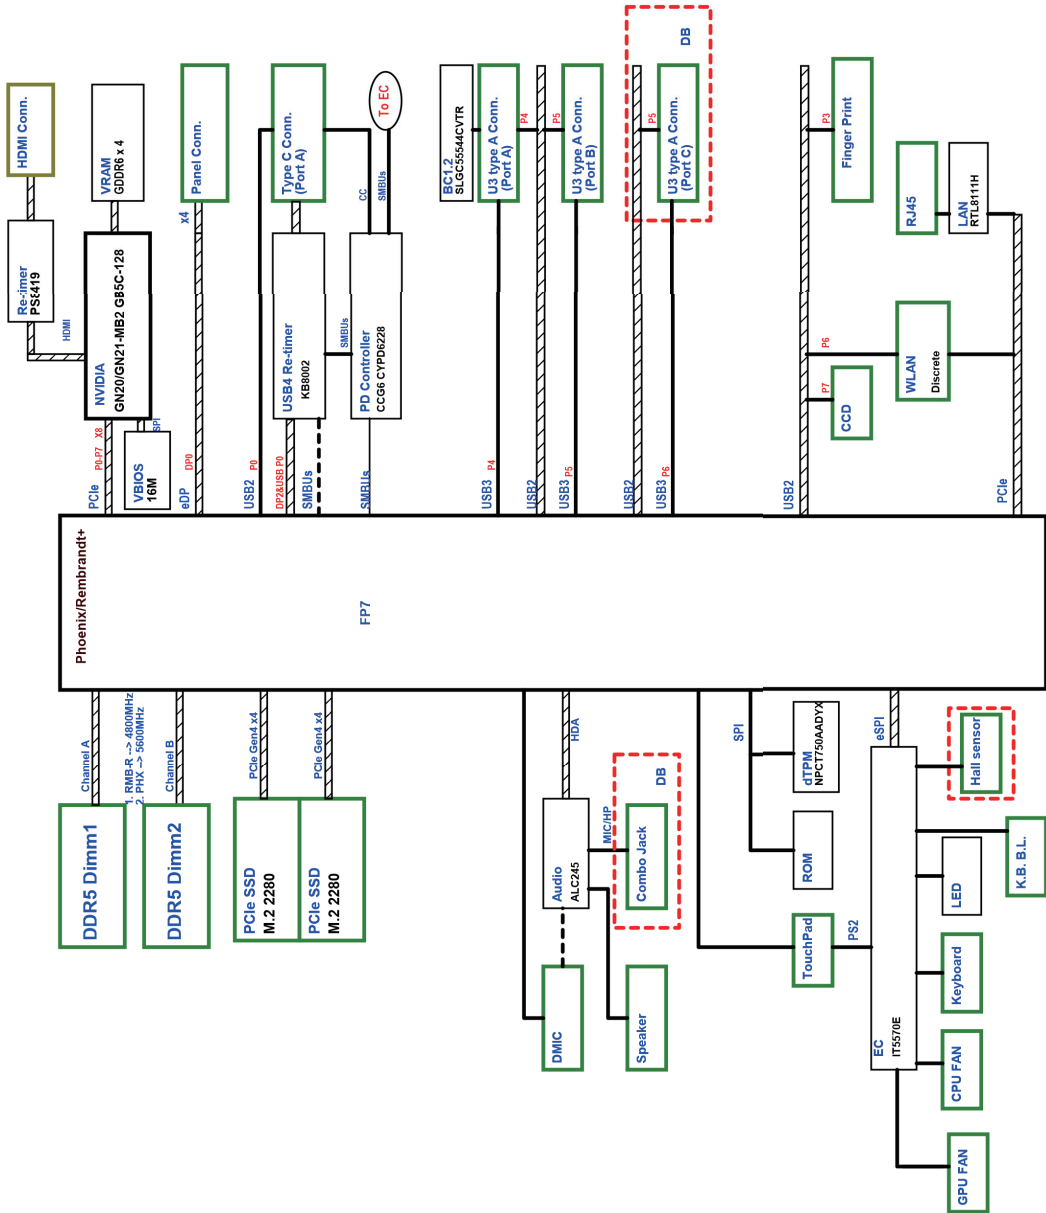 HDMI Conn.
Re-timer
PS8419
HDMI
VRAM
GDDR6 x 4
NVIDIA
GN20/GN21-MB2 GB5C-128
SPI
VBIOS
16M
PCIe
P0-P7
X8
Panel Conn.
x4
eDP
DP0
Type C Conn.
(Port A)
To EC
CC
SMBUs
USB4 Re-timer
KB8002
SMBUs
PD Controller
CCG6 CYPD6228
USB2
P0
DP2&USB P0
SMBUs
SMBUs
BC1.2
SLGC55544CVTR
U3 type A Conn.
(Port A)
P4
U3 type A Conn.
(Port B)
P5
DB
U3 type A Conn.
(Port C)
P5
USB3
P4
USB2
USB3
P5
USB2
USB3
P6
Finger Print
P3
RJ45
LAN
RTL8111H
P6
WLAN
Discrete
P7
CCD
USB2
PCIe
Phoenix/Rembrandt+
FP7
Channel A
1. RMB-R --> 4800MHz
2. PHX --> 5600MHz
Channel B
DDR5 Dimm1
DDR5 Dimm2
PCIe Gen4 x4
PCIe Gen4 x4
PCIe SSD
M.2 2280
PCIe SSD
M.2 2280
HDA
Audio
ALC245
MIC/HP
DB
Combo Jack
DMIC
Speaker
SPI
dTPM
NPCT750AADYX
ROM
TouchPad
PS2
eSPI
EC
IT5570E
Hall sensor
K.B. B.L.
LED
Keyboard
CPU FAN
GPU FAN